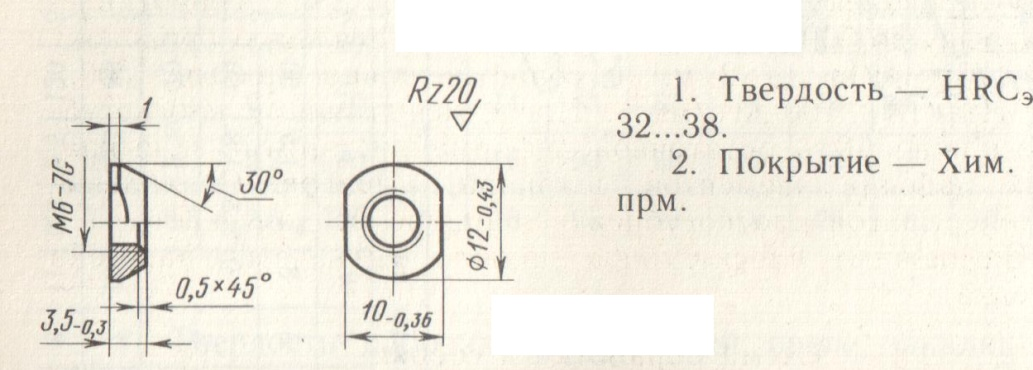 1
Rz20
1. Твердость — HRCэ
32...38.
2. Покрытие — Хим.
прм.
M6-7G
30°
ϕ12-0,43
0,5×45°
3,5-0,3
10-0,36